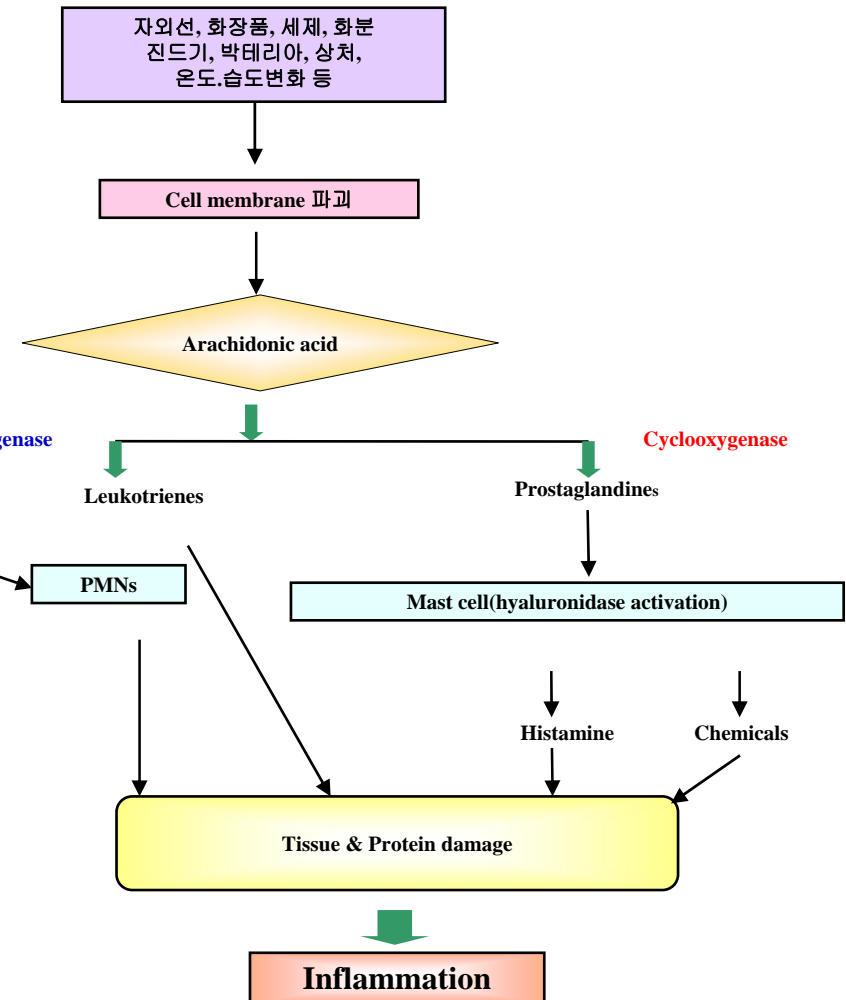 자외선, 화장품, 세제, 화분
진드기, 박테리아, 상처,
온도.습도변화 등
Cell membrane 파괴
Arachidonic acid
genase
Cyclooxygenase
Leukotrienes
Prostaglandines
PMNs
Mast cell(hyaluronidase activation)
Histamine
Chemicals
Tissue & Protein damage
Inflammation